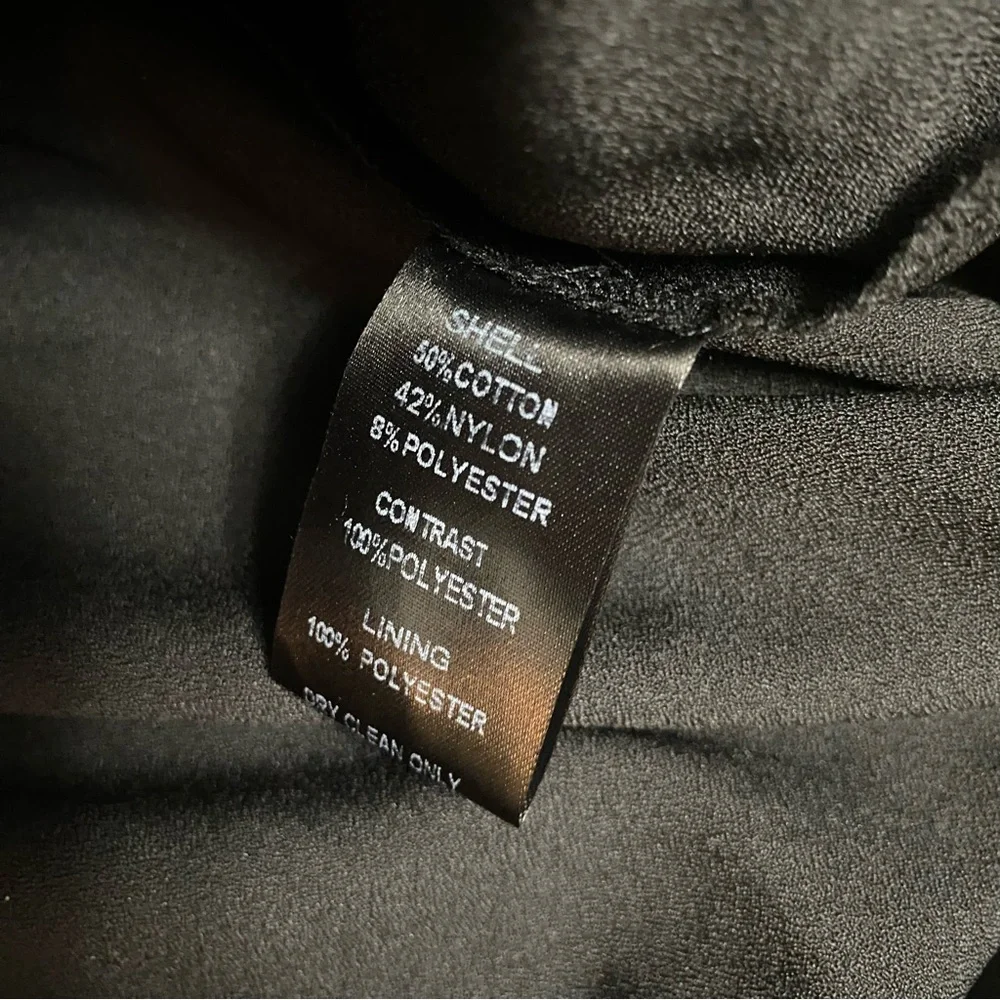 SHELL
50%COTTON
42%NYLON
8%POLYESTER
CONTRAST
100%POLYESTER
LINING
100% POLYESTER
DRY CLEAN ONLY